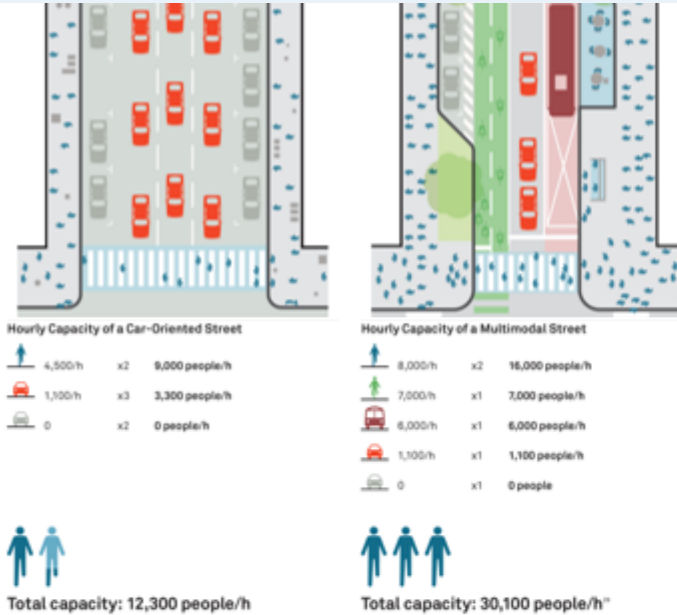 Hourly Capacity of a Car-Oriented Street
4,500/h x2 9,000 people/h
1,100/h x3 3,300 people/h
0 x2 0 people/h
Total capacity: 12,300 people/h
Hourly Capacity of a Multimodal Street
8,000/h x2 16,000 people/h
7,000/h x1 7,000 people/h
6,000/h x1 6,000 people/h
1,100/h x1 1,100 people/h
0 x1 0 people
Total capacity: 30,100 people/h